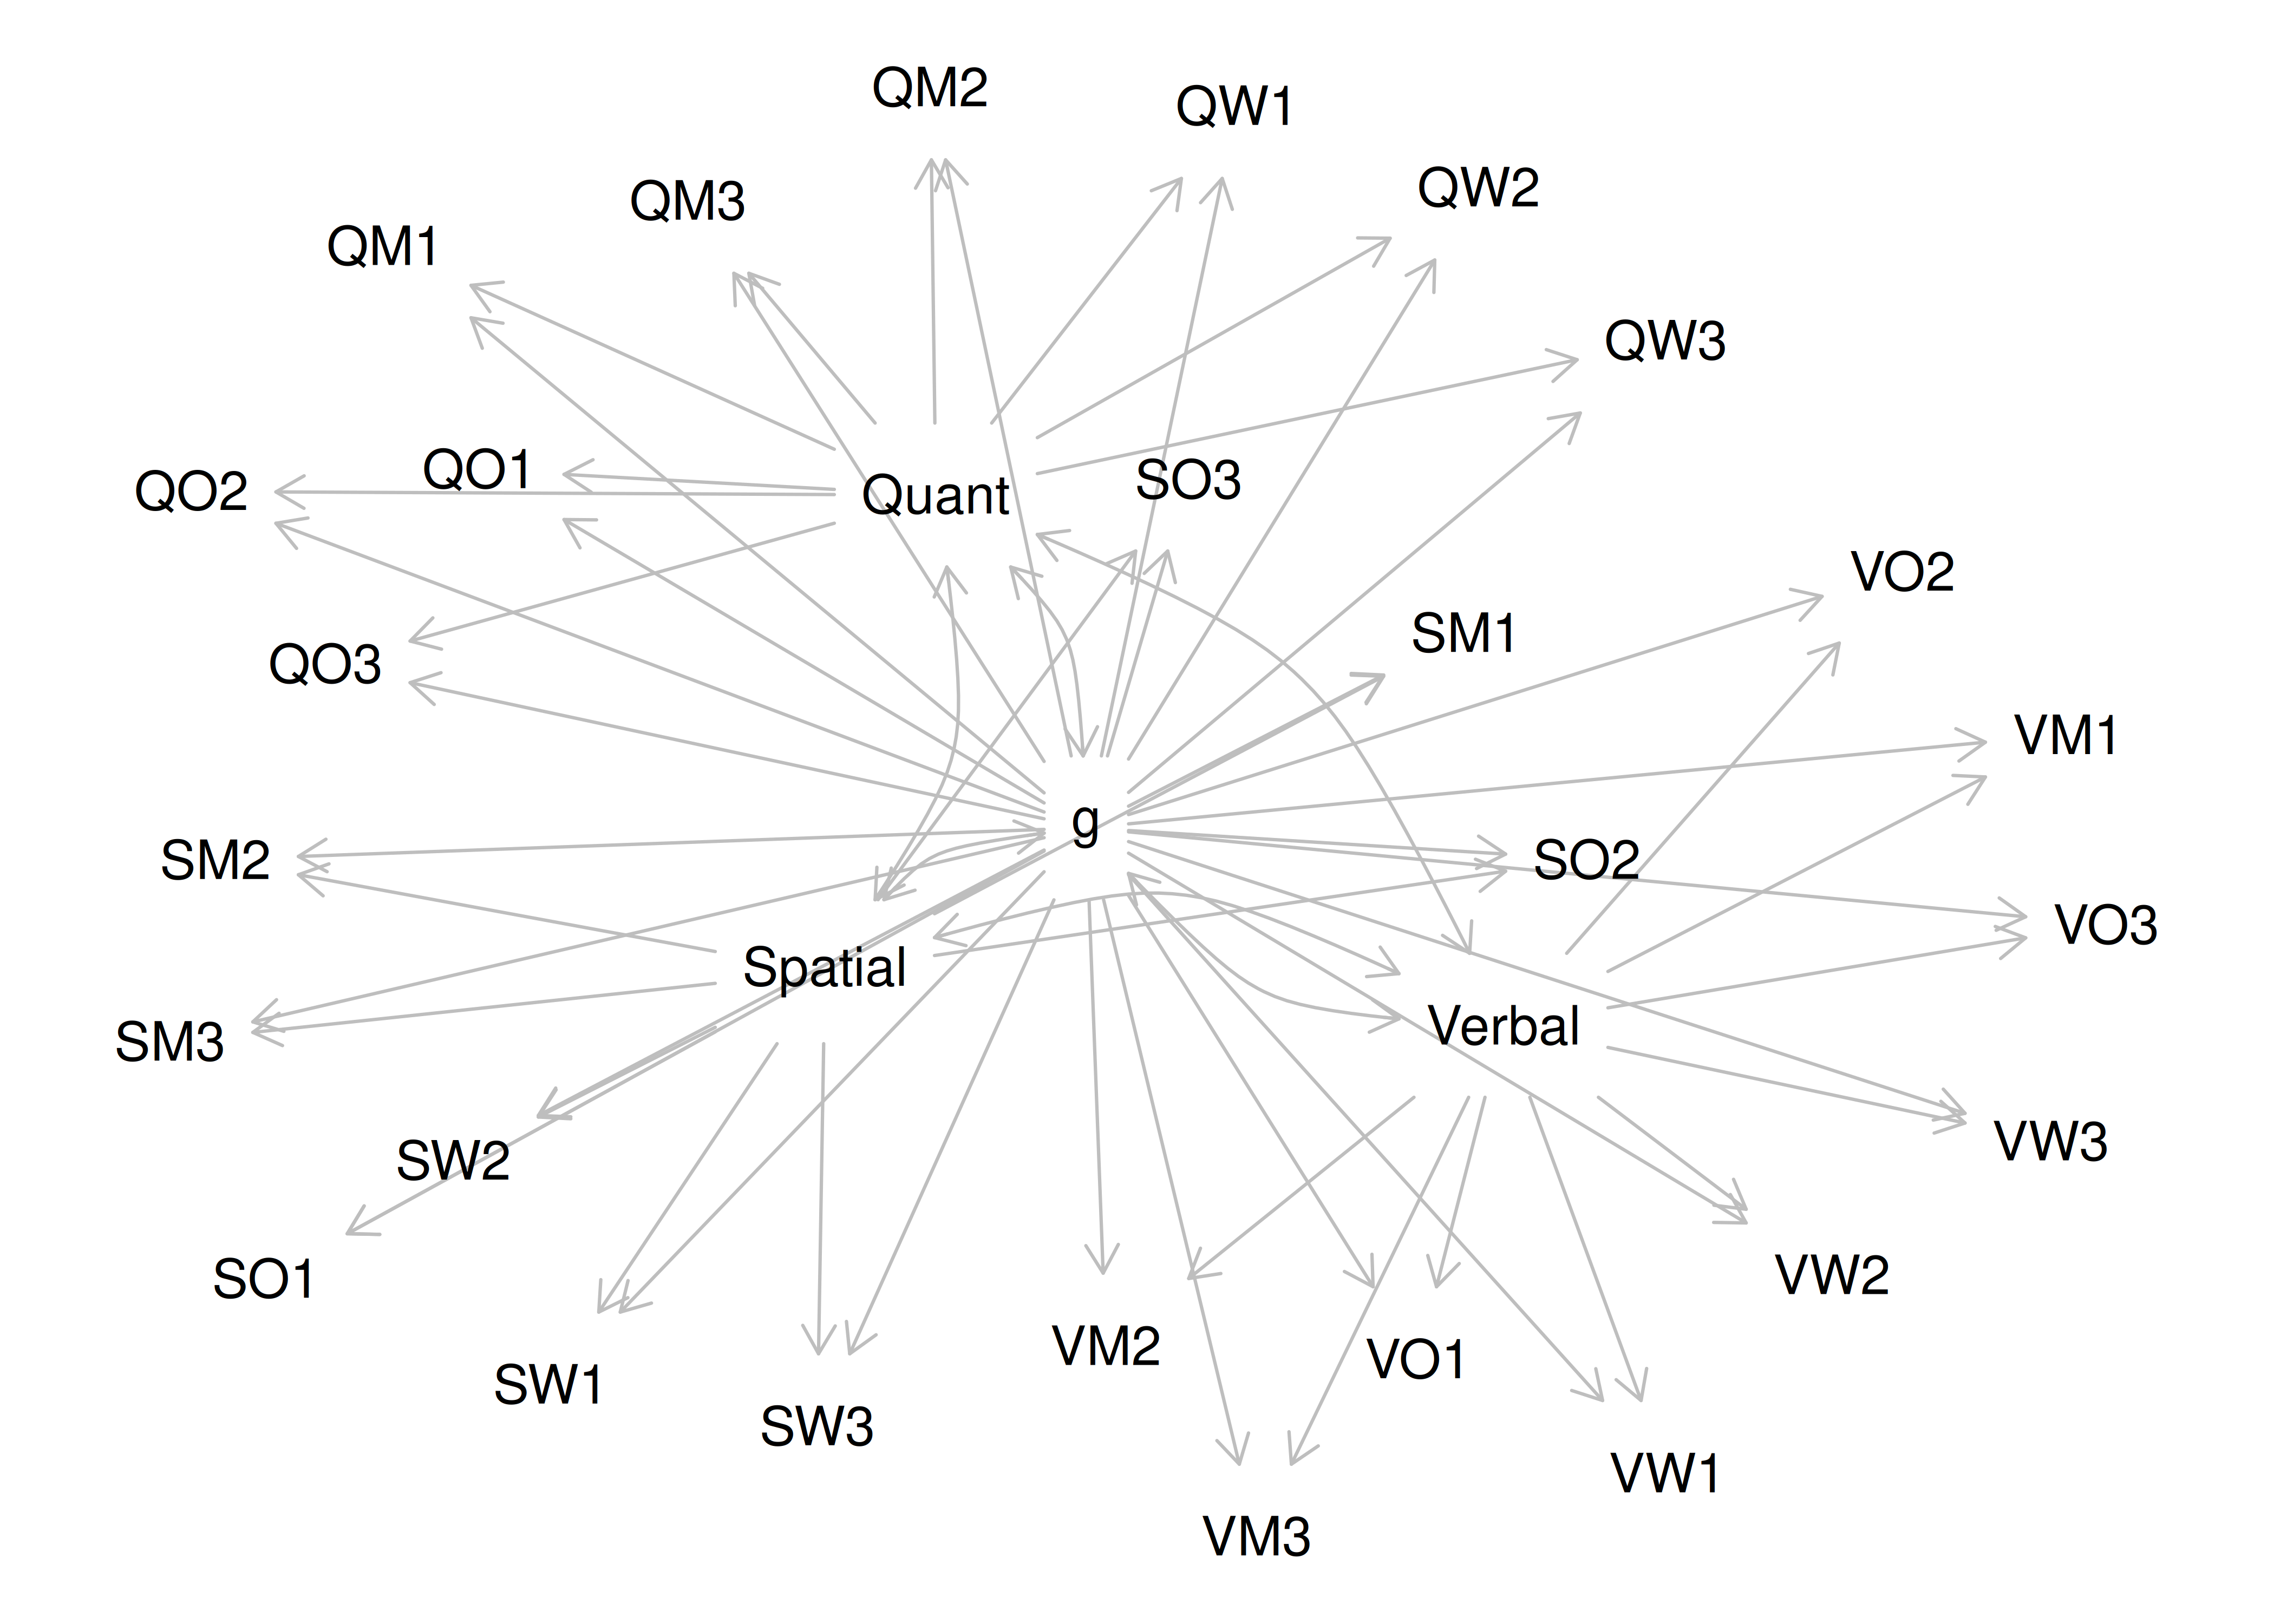 QM2
QW1
QW2
QM3
QM1
QW3
QO1
SO3
QO2
Quant
VO2
SM1
QO3
VM1
g
SM2
SO2
VO3
Spatial
Verbal
SM3
VW3
SW2
VW2
SO1
VM2
VO1
SW1
SW3
VW1
VM3